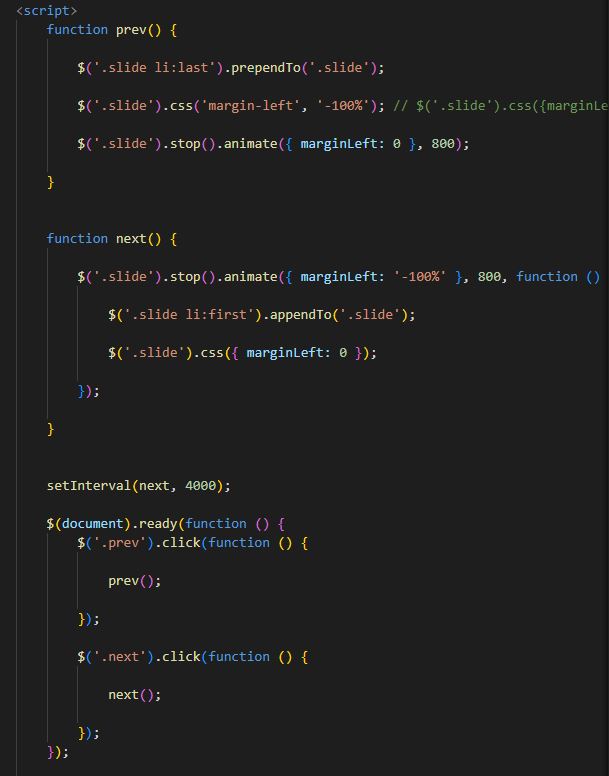 <script>
function prev() {
$('.slide li:last').prependTo('.slide');
$('.slide').css('margin-left', '-100%'); // $('.slide').css({marginLe
$('.slide').stop().animate({ marginLeft: 0 }, 800);
}
function next() {
$('.slide').stop().animate({ marginLeft: '-100%' }, 800, function ()
$('.slide li:first').appendTo('.slide');
$('.slide').css({ marginLeft: 0 });
});
}
setInterval(next, 4000);
$(document).ready(function () {
$('.prev').click(function () {
prev();
});
$('.next').click(function () {
next();
});
});